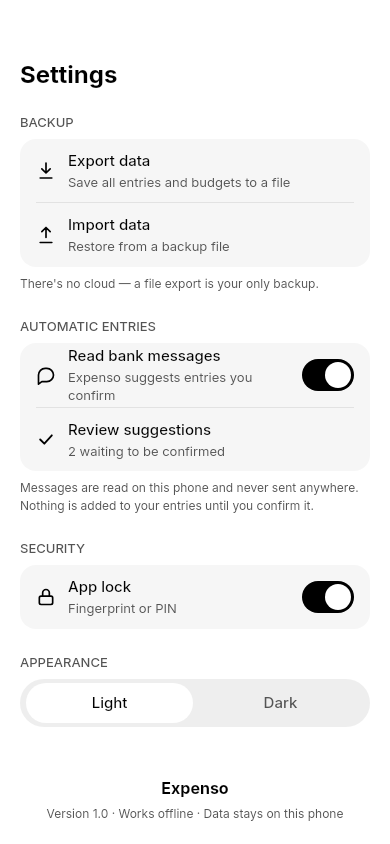 Settings
BACKUP
Export data
Save all entries and budgets to a file
Import data
Restore from a backup file
There's no cloud — a file export is your only backup.
AUTOMATIC ENTRIES
Read bank messages
Expenso suggests entries you
confirm
Review suggestions
2 waiting to be confirmed
Messages are read on this phone and never sent anywhere.
Nothing is added to your entries until you confirm it.
SECURITY
App lock
Fingerprint or PIN
APPEARANCE
Light Dark
Expenso
Version 1.0 · Works offline · Data stays on this phone